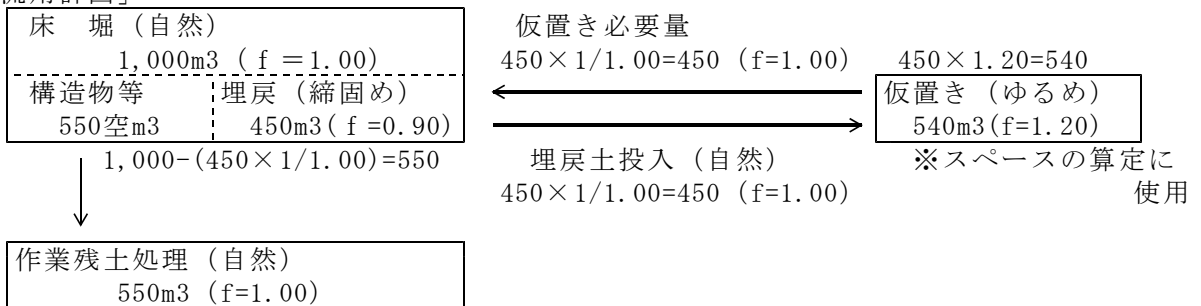 流用計画」
床　掘（自然）
1,000m3 ( f ＝1.00)
構造物等
550空m3
埋戻（締固め）
450m3( f =0.90)
1,000-(450×1/1.00)=550
仮置き必要量
450×1/1.00=450 (f=1.00)
埋戻土投入（自然）
450×1/1.00=450 (f=1.00)
450×1.20=540
仮置き（ゆるめ）
540m3(f=1.20)
※スペースの算定に
使用
作業残土処理（自然）
550m3 (f=1.00)